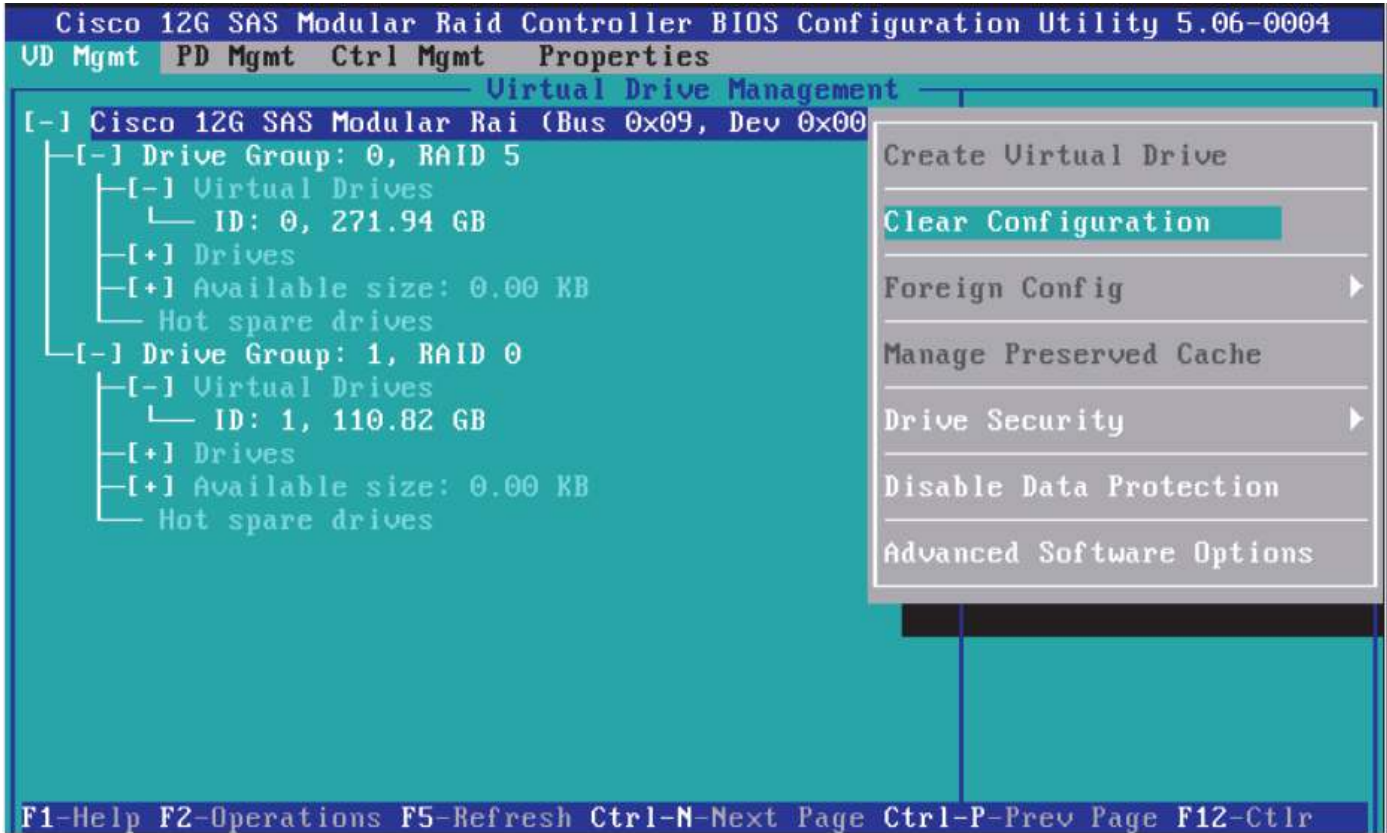 Cisco 12G SAS Modular Raid Controller BIOS Configuration Utility 5.06-0004
VD Mgmt PD Mgmt Ctrl Mgmt Properties
Virtual Drive Management
[-] Cisco 12G SAS Modular Rai (Bus 0x09, Dev 0x00
[-] Drive Group: 0, RAID 5
[-] Virtual Drives
ID: 0, 271.94 GB
[+] Drives
[+] Available size: 0.00 KB
Hot spare drives
[-] Drive Group: 1, RAID 0
[-] Virtual Drives
ID: 1, 110.82 GB
[+] Drives
[+] Available size: 0.00 KB
Hot spare drives
Create Virtual Drive
Clear Configuration
Foreign Config
Manage Preserved Cache
Drive Security
Disable Data Protection
Advanced Software Options
F1-Help F2-Operations F5-Refresh Ctrl-N-Next Page Ctrl-P-Prev Page F12-Ctlr